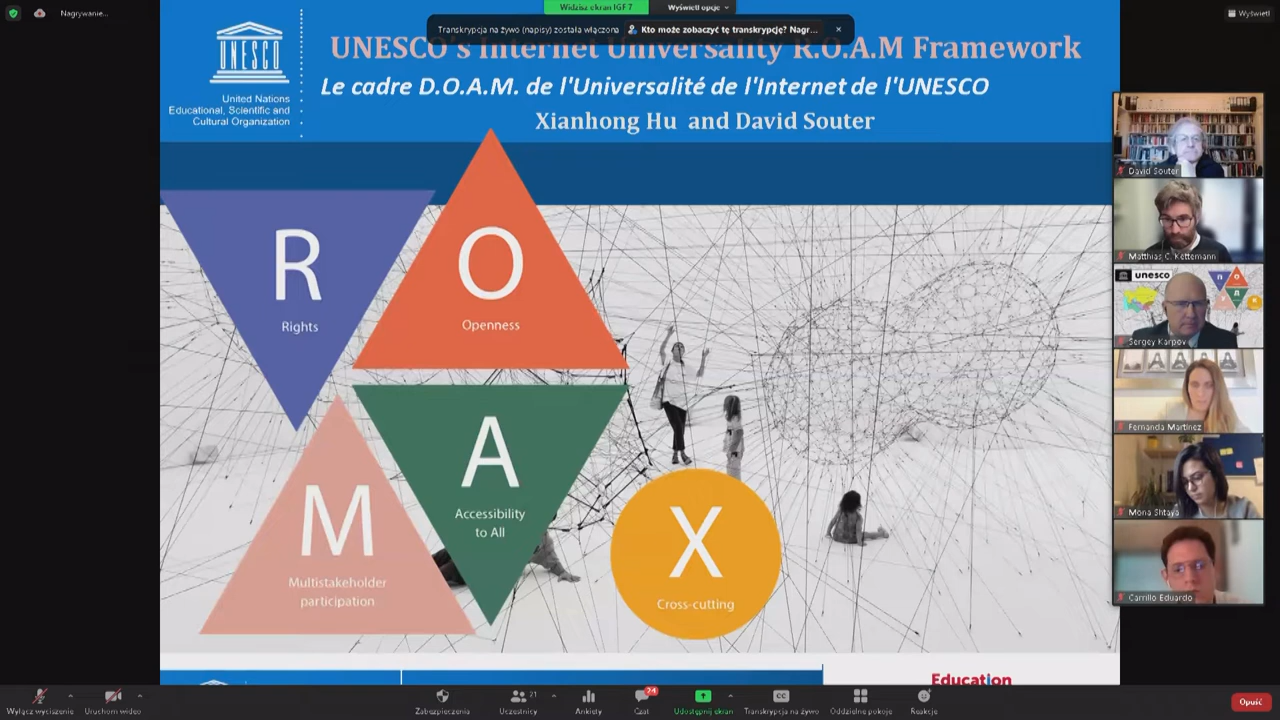 Nagrywanie...
Widzisz ekran IGF 7
Wyświetl opcje
Wyświetl
Transkrypcja na żywo (napisy) została włączona
Kto może zobaczyć tę transkrypcję? Nagr...
UNESCO's Internet Universality R.O.A.M Framework
Le cadre D.O.A.M. de l'Universalité de l'Internet de l'UNESCO
Xianhong Hu and David Souter
UNESCO
United Nations
Educational, Scientific and
Cultural Organization
R
Rights
O
Openness
M
Multistakeholder
participation
A
Accessibility
to All
X
Cross-cutting
Education
David Souter
Matthias C. Kettemann
unesco
R
O
A
M
X
Sergey Karpov
Fernanda Martinez
Mona Shtaya
Carrillo Eduardo
Wyłącz wyciszenie
Uruchom wideo
Zabezpieczenia
21
Uczestnicy
Ankiety
24
Czat
Udostępnij ekran
CC
Transkrypcja na żywo
Oddzielne pokoje
Reakcje
Opuść